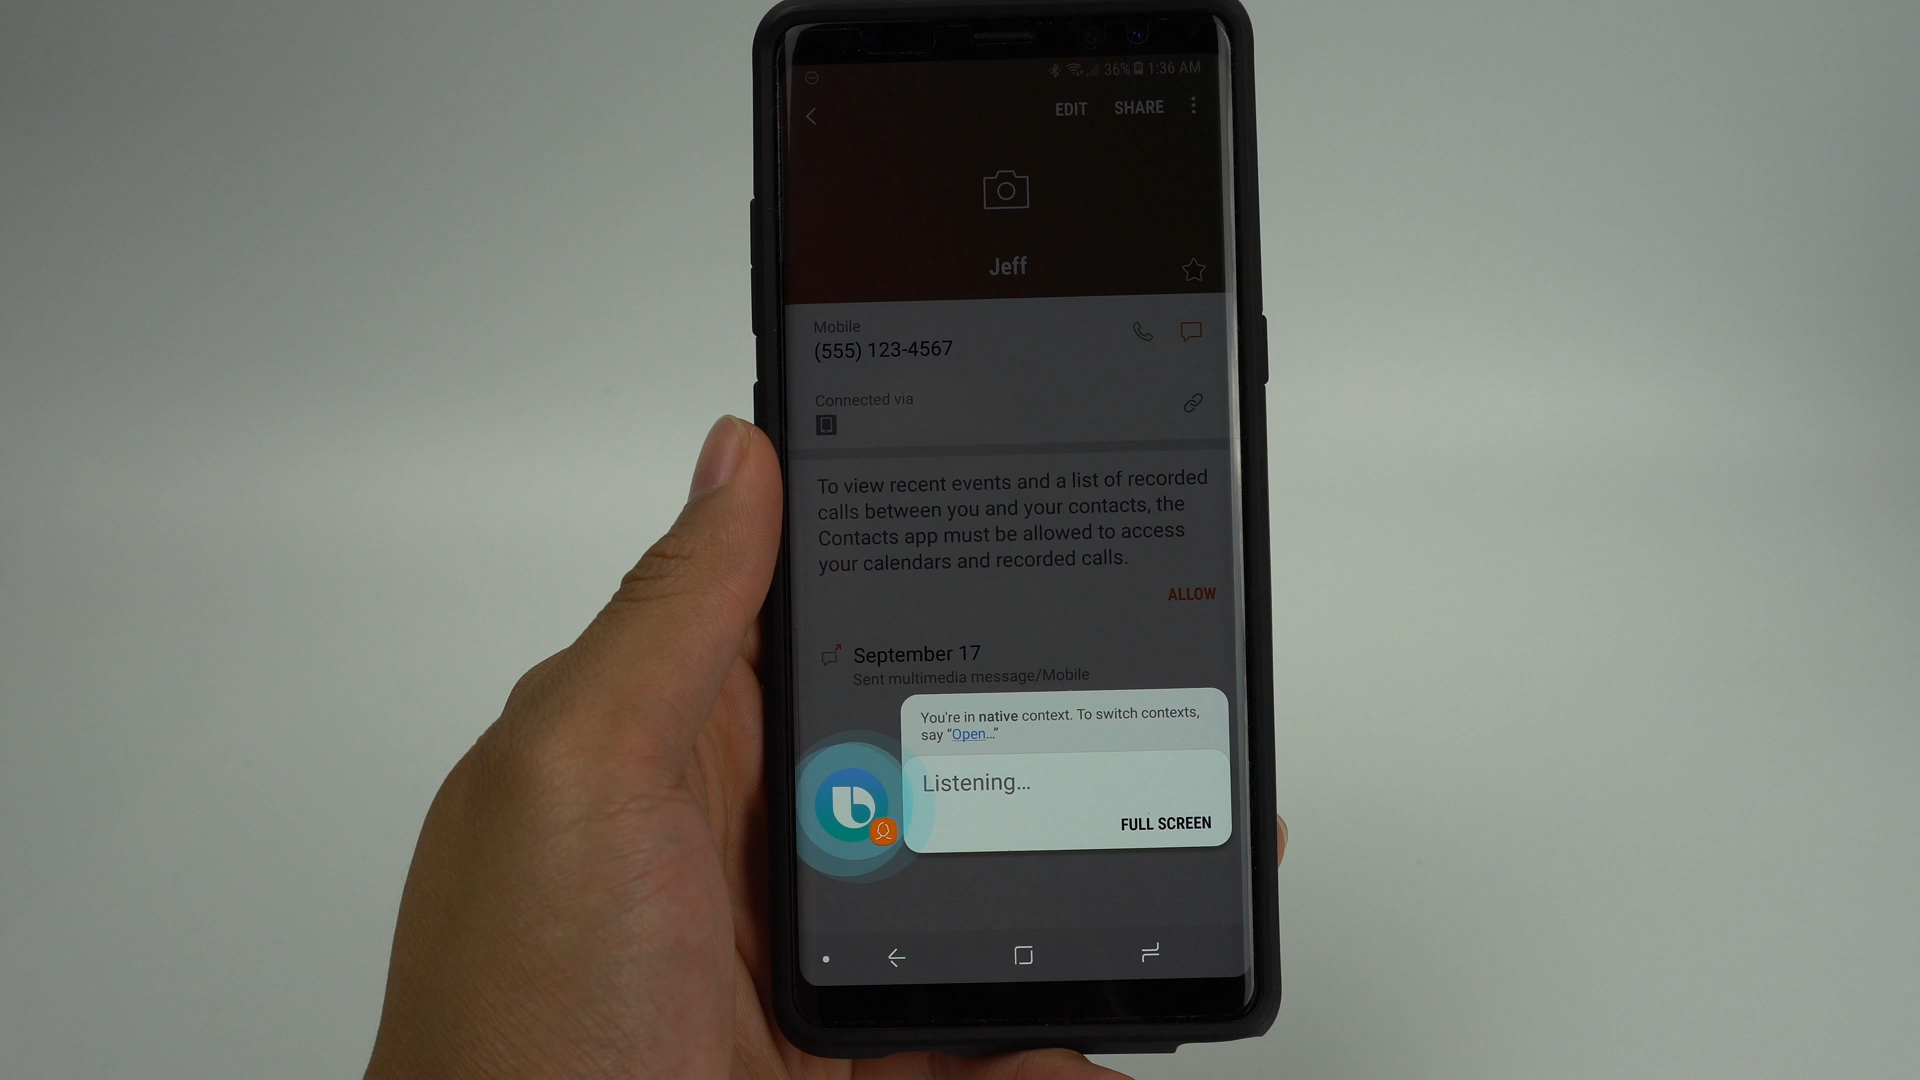 36% 1:36 AM
EDIT SHARE
Jeff
Mobile
(555) 123-4567
Connected via
To view recent events and a list of recorded
calls between you and your contacts, the
Contacts app must be allowed to access
your calendars and recorded calls.
ALLOW
September 17
Sent multimedia message/Mobile
You're in native context. To switch contexts,
say “Open…”
Listening…
FULL SCREEN